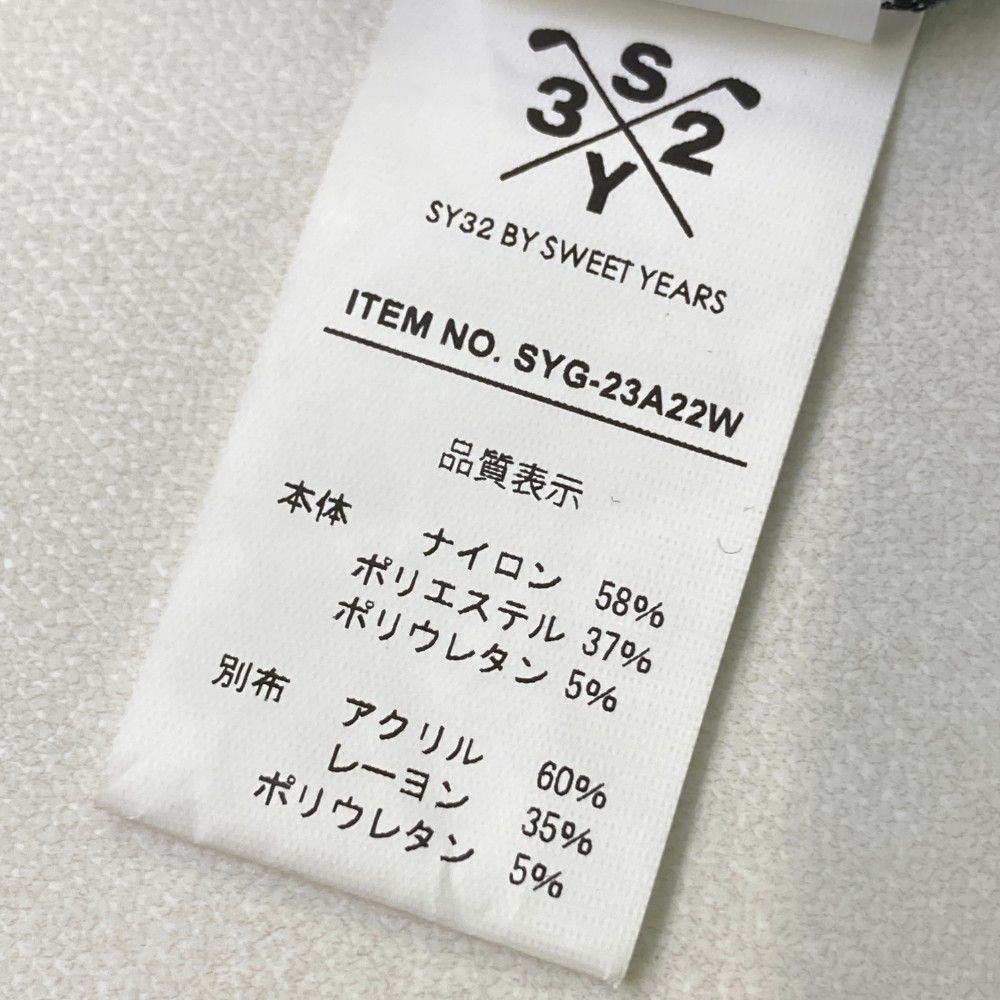 S
3 2
Y
SY32 BY SWEET YEARS
ITEM NO. SYG-23A22W
品質表示
本体 ナイロン 58%
ポリエステル 37%
ポリウレタン 5%
別布 アクリル 60%
レーヨン 35%
ポリウレタン 5%